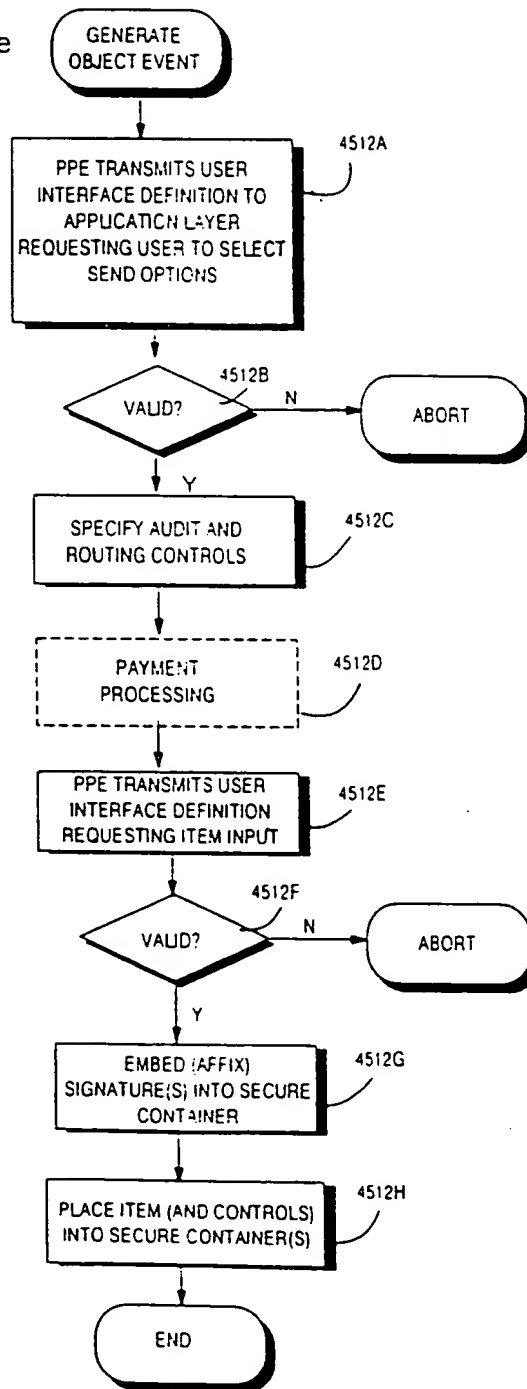 e
GENERATE
OBJECT EVENT
4512A
PPE TRANSMITS USER
INTERFACE DEFINITION TO
APPLICATION LAYER
REQUESTING USER TO SELECT
SEND OPTIONS
4512B
VALID?
N
ABORT
Y
SPECIFY AUDIT AND
ROUTING CONTROLS
4512C
PAYMENT
PROCESSING
4512D
PPE TRANSMITS USER
INTERFACE DEFINITION
REQUESTING ITEM INPUT
4512E
4512F
VALID?
N
ABORT
Y
EMBED (AFFIX)
SIGNATURE(S) INTO SECURE
CONTAINER
4512G
PLACE ITEM (AND CONTROLS)
INTO SECURE CONTAINER(S)
4512H
END